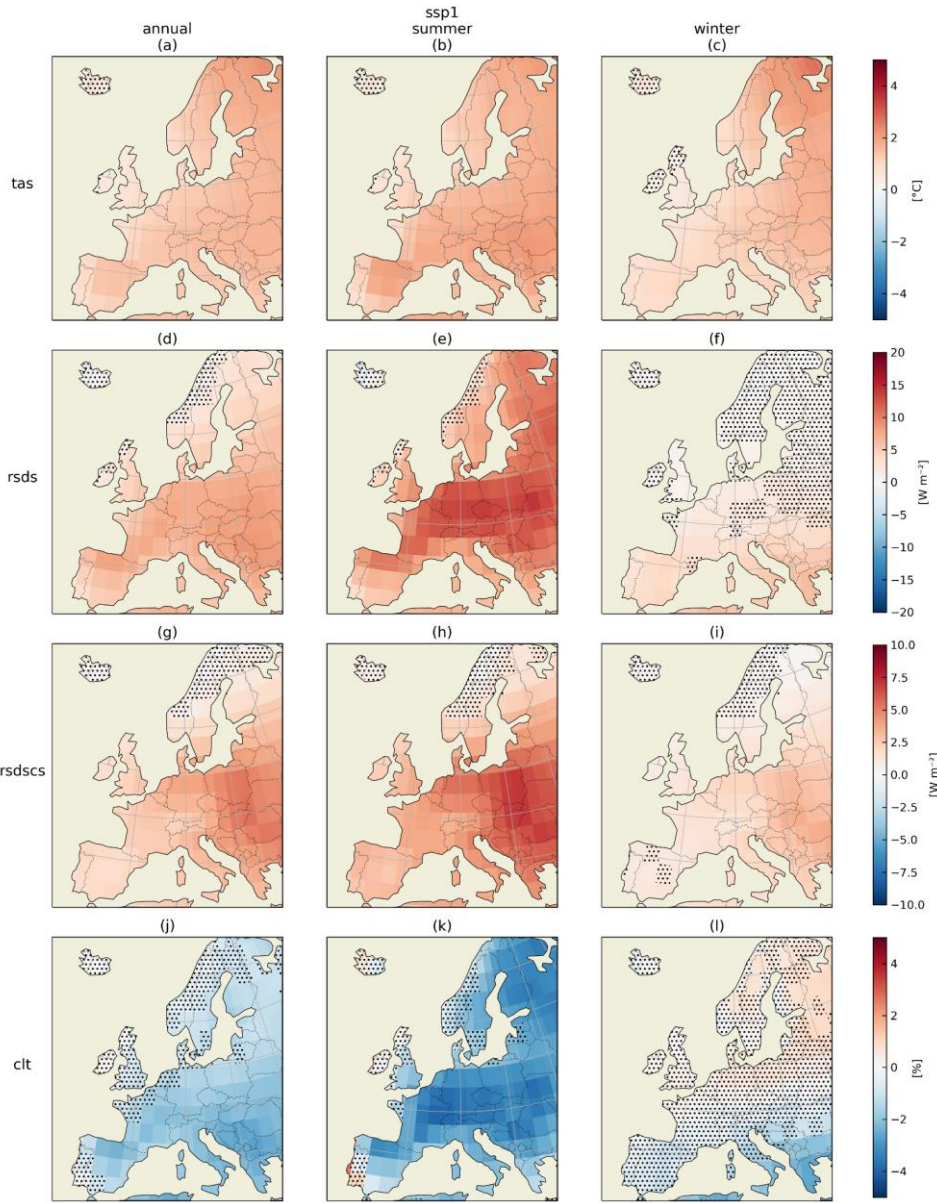 ssp1
annual summer winter
(a) (b) (c)
tas
4
2
0
−2
−4
[°C]
(d) (e) (f)
rsds
20
15
10
5
0
−5
−10
−15
−20
[W m⁻²]
(g) (h) (i)
rsdscs
10.0
7.5
5.0
2.5
0.0
−2.5
−5.0
−7.5
−10.0
[W m⁻²]
(j) (k) (l)
clt
4
2
0
−2
−4
[%]